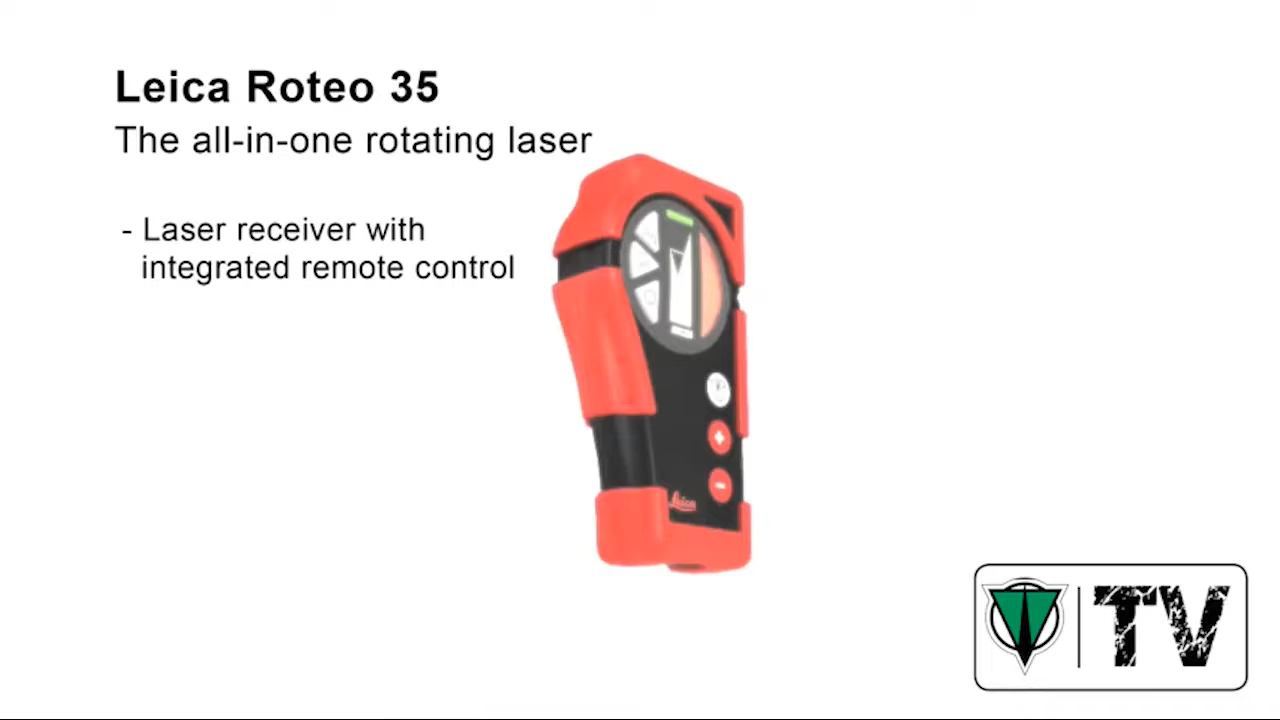 Leica Roteo 35
The all-in-one rotating laser
- Laser receiver with
integrated remote control
Leica
TV